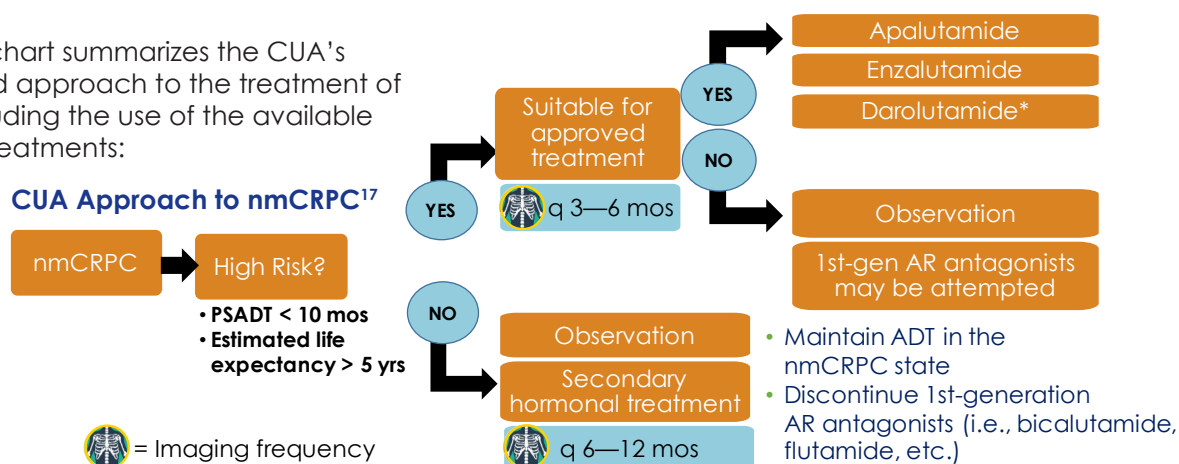 chart summarizes the CUA's
approach to the treatment of
the use of the available
CUA Approach to nmCRPC17
nmCRPC
High Risk?
• PSADT < 10 mos
• Estimated life
expectancy > 5 yrs
YES
NO
Suitable for
approved
treatment
q 3—6 mos
YES
NO
Apalutamide
Enzalutamide
Darolutamide*
Observation
1st-gen AR antagonists
may be attempted
Observation
Secondary
hormonal treatment
q 6—12 mos
• Maintain ADT in the
nmCRPC state
• Discontinue 1st-generation
AR antagonists (i.e., bicalutamide,
flutamide, etc.)
= Imaging frequency